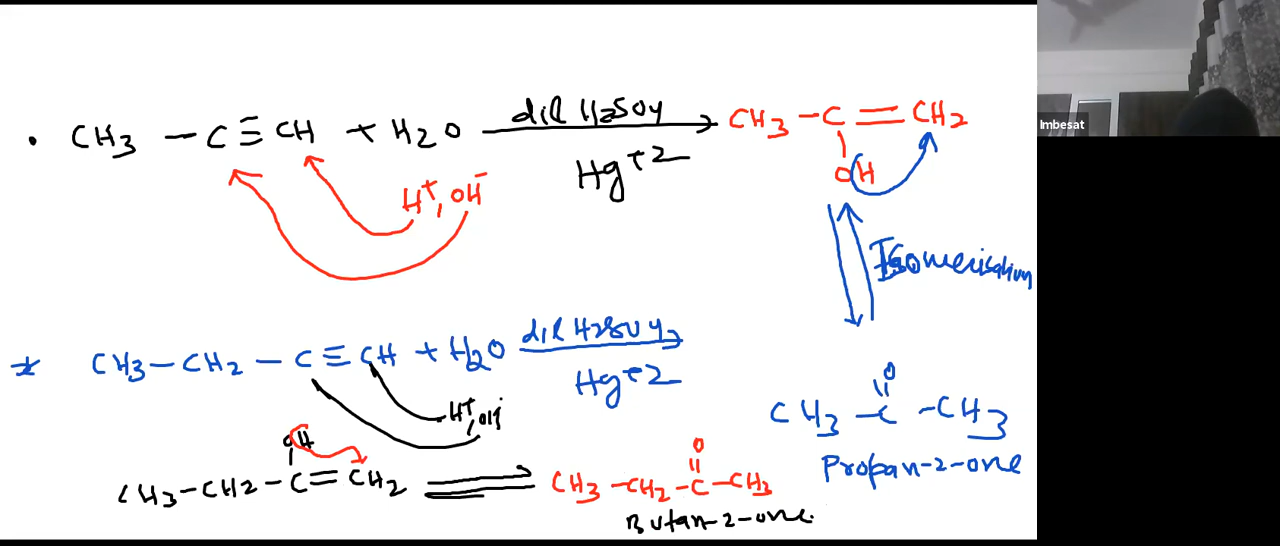 • CH3 – C ≡ CH + H2O dil H2SO4 Hg+2 CH3 – C = CH2
OH
H+, OH-
Isomerisation
* CH3 – CH2 – C ≡ CH + H2O dil H2SO4 Hg+2
H+, OH-
O
CH3 – C – CH3
Propan-2-one
OH
CH3 – CH2 – C = CH2
O
CH3 – CH2 – C – CH3
Butan-2-one.
Imbesat